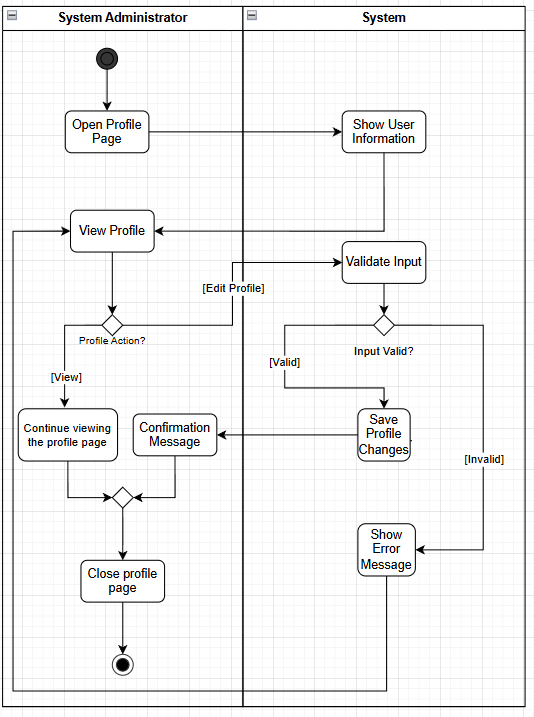 System Administrator
System
Open Profile
Page
Show User
Information
View Profile
Validate Input
[Edit Profile]
Profile Action?
Input Valid?
[Valid]
[View]
Continue viewing
the profile page
Confirmation
Message
Save
Profile
Changes
[Invalid]
Show
Error
Message
Close profile
page